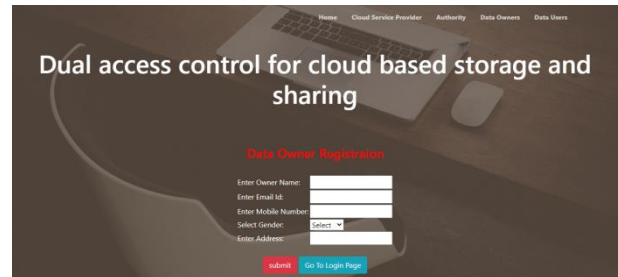 Home Cloud Service Provider Authority Data Owners Data Users
Dual access control for cloud based storage and
sharing
Data Owner Registraion
Enter Owner Name:
Enter Email Id:
Enter Mobile Number:
Select Gender: Select
Enter Address:
submit Go To Login Page